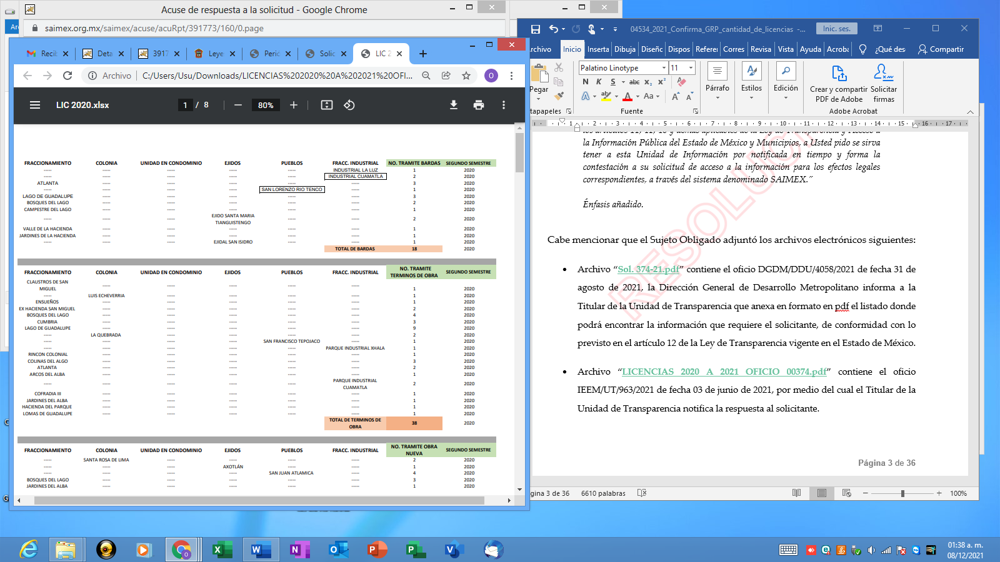 Acuse de respuesta a la solicitud - Google Chrome
saimex.org.mx/saimex/acuse/acuRpt/391773/160/0.page
Recib
Deta
3917
Leye
Perio
Solic
LIC 2
Archivo
C:/Users/Usu/Downloads/LICENCIAS%202020%20A%202021%20OFI...
O
LIC 2020.xlsx
1 / 8
80%
FRACCIONAMIENTO COLONIA UNIDAD EN CONDOMINIO EJIDOS PUEBLOS FRACC. INDUSTRIAL NO. TRAMITE BARDAS SEGUNDO SEMESTRE
----- ----- ----- ----- ----- INDUSTRIAL LA LUZ 1 2020
----- ----- ----- ----- ----- INDUSTRIAL CUAMATLA 2 2020
ATLANTA ----- ----- ----- ----- ----- 3 2020
----- ----- ----- ----- SAN LORENZO RIO TENCO ----- 1 2020
LAGO DE GUADALUPE ----- ----- ----- ----- ----- 3 2020
BOSQUES DEL LAGO ----- ----- ----- ----- ----- 2 2020
CAMPESTRE DEL LAGO ----- ----- ----- ----- ----- 1 2020
----- ----- ----- EJIDO SANTA MARIA TIANGUISTENGO ----- ----- 2 2020
VALLE DE LA HACIENDA ----- ----- ----- ----- ----- 1 2020
JARDINES DE LA HACIENDA ----- ----- ----- ----- ----- 1 2020
----- ----- ----- EJIDAL SAN ISIDRO ----- ----- 1 2020
TOTAL DE BARDAS 18 2020
FRACCIONAMIENTO COLONIA UNIDAD EN CONDOMINIO EJIDOS PUEBLOS FRACC. INDUSTRIAL NO. TRAMITE TERMINOS DE OBRA SEGUNDO SEMESTRE
CLAUSTROS DE SAN MIGUEL ----- ----- ----- ----- ----- 1 2020
----- LUIS ECHEVERRIA ----- ----- ----- ----- 1 2020
ENSUEÑOS ----- ----- ----- ----- ----- 1 2020
EX HACIENDA SAN MIGUEL ----- ----- ----- ----- ----- 2 2020
BOSQUES DEL LAGO ----- ----- ----- ----- ----- 4 2020
CUMBRIA ----- ----- ----- ----- ----- 3 2020
LAGO DE GUADALUPE ----- ----- ----- ----- ----- 9 2020
----- LA QUEBRADA ----- ----- ----- ----- 2 2020
----- ----- ----- ----- SAN FRANCISCO TEPOJACO ----- 1 2020
----- ----- ----- ----- ----- PARQUE INDUSTRIAL XHALA 1 2020
RINCON COLONIAL ----- ----- ----- ----- ----- 1 2020
COLINAS DEL ALGO ----- ----- ----- ----- ----- 3 2020
ATLANTA ----- ----- ----- ----- ----- 2 2020
ARCOS DEL ALBA ----- ----- ----- ----- ----- 1 2020
----- ----- ----- ----- ----- PARQUE INDUSTRIAL CUAMATLA 2 2020
COFRADIA III ----- ----- ----- ----- ----- 1 2020
JARDINES DEL ALBA ----- ----- ----- ----- ----- 1 2020
HACIENDA DEL PARQUE ----- ----- ----- ----- ----- 1 2020
LOMAS DE GUADALUPE ----- ----- ----- ----- ----- 1 2020
TOTAL DE TERMINOS DE OBRA 38 2020
FRACCIONAMIENTO COLONIA UNIDAD EN CONDOMINIO EJIDOS PUEBLOS FRACC. INDUSTRIAL NO. TRAMITE OBRA NUEVA SEGUNDO SEMESTRE
----- SANTA ROSA DE LIMA ----- ----- ----- ----- 2 2020
----- ----- ----- AXOTLÁN ----- ----- 1 2020
----- ----- ----- ----- SAN JUAN ATLAMICA ----- 4 2020
BOSQUES DEL LAGO ----- ----- ----- ----- ----- 3 2020
JARDINES DEL ALBA ----- ----- ----- ----- ----- 1 2020
04534_2021_Confirma_GRP_cantidad_de_licencias -...
Inic. ses.
rchivo Inicio Inserta Dibuja Diseñc Dispos Referei Corres Revisa Vista Ayuda Acroba ¿Qué des Compartir
Palatino Linotype 11
N K S abc x₂ x²
A ab A Aa A A
Pegar
Párrafo
Estilos
Edición
Crear y compartir PDF de Adobe
Solicitar firmas
tapapeles
Fuente
Adobe Acrobat
1 2 3 4 5 6 7 8 9 10 11 12 13 14 15 16 17
la Información Pública del Estado de México y Municipios, a Usted pido se sirva
tener a esta Unidad de Información por notificada en tiempo y forma la
contestación a su solicitud de acceso a la información para los efectos legales
correspondientes, a través del sistema denominado SAIMEX.”
Énfasis añadido.
RESOLUCI
Cabe mencionar que el Sujeto Obligado adjuntó los archivos electrónicos siguientes:
• Archivo “Sol. 374-21.pdf” contiene el oficio DGDM/DDU/4058/2021 de fecha 31 de
agosto de 2021, la Dirección General de Desarrollo Metropolitano informa a la
Titular de la Unidad de Transparencia que anexa en formato en pdf el listado donde
podrá encontrar la información que requiere el solicitante, de conformidad con lo
previsto en el artículo 12 de la Ley de Transparencia vigente en el Estado de México.
• Archivo “LICENCIAS 2020 A 2021 OFICIO 00374.pdf” contiene el oficio
IEEM/UT/963/2021 de fecha 03 de junio de 2021, por medio del cual el Titular de la
Unidad de Transparencia notifica la respuesta al solicitante.
Página 3 de 36
gina 3 de 36
6610 palabras
100%
01:38 a. m.
08/12/2021